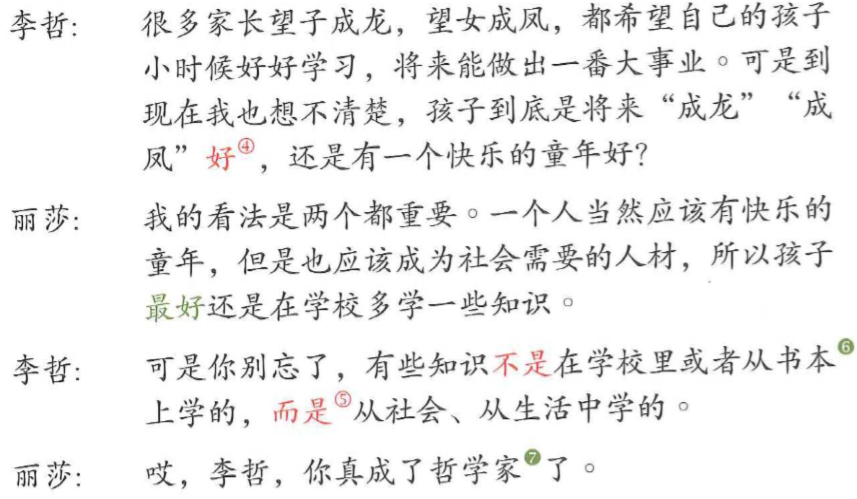 李哲： 很多家长望子成龙，望女成凤，都希望自己的孩子
小时候好好学习，将来能做出一番大事业。可是到
现在我也想不清楚，孩子到底是将来“成龙”“成
凤”好④，还是有一个快乐的童年好？
丽莎： 我的看法是两个都重要。一个人当然应该有快乐的
童年，但是也应该成为社会需要的人材，所以孩子
最好还是在学校多学一些知识。
李哲： 可是你别忘了，有些知识不是在学校里或者从书本❻
上学的，而是⑤从社会、从生活中学的。
丽莎： 哎，李哲，你真成了哲学家❼了。